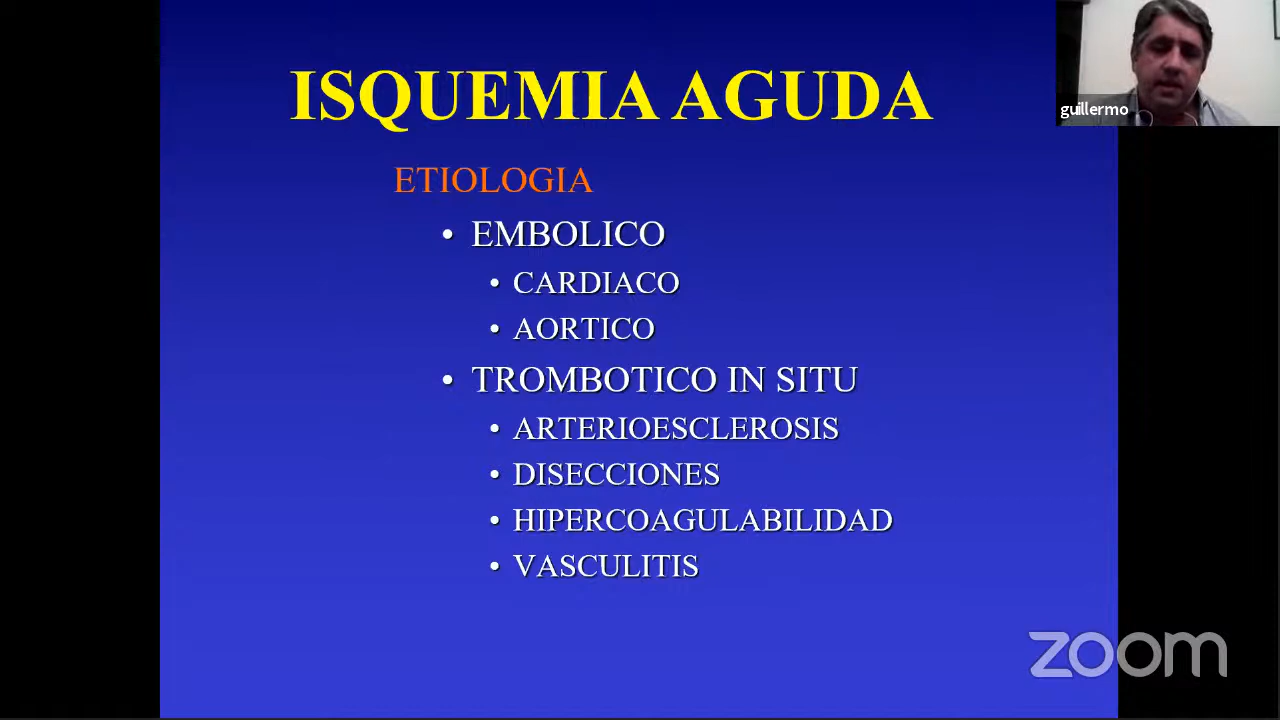 ISQUEMIA AGUDA
guillermo
ETIOLOGIA
• EMBOLICO
• CARDIACO
• AORTICO
• TROMBOTICO IN SITU
• ARTERIOESCLEROSIS
• DISECCIONES
• HIPERCOAGULABILIDAD
• VASCULITIS
zoom